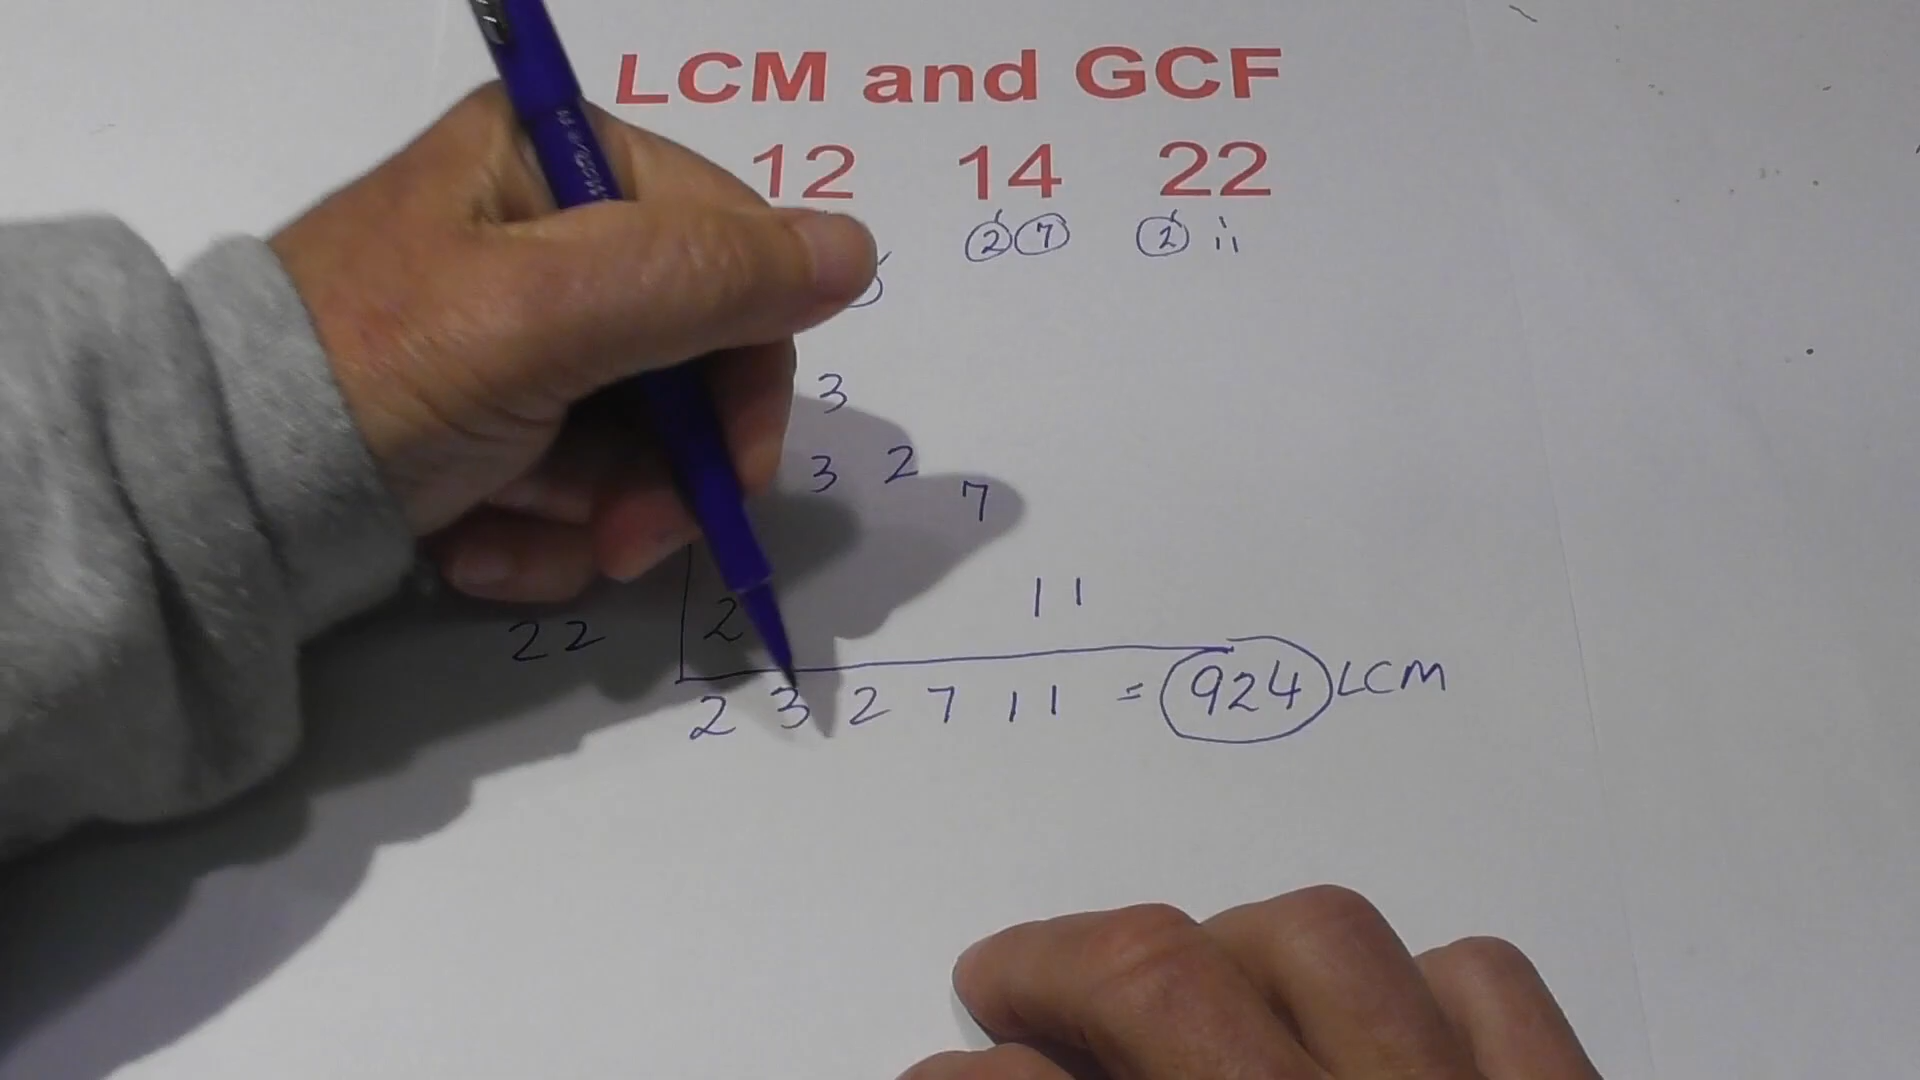 LCM and GCF
12 14 22
2 7 2 11
3
3 2
7
11
22 2
2 3 2 7 11 = 924 LCM